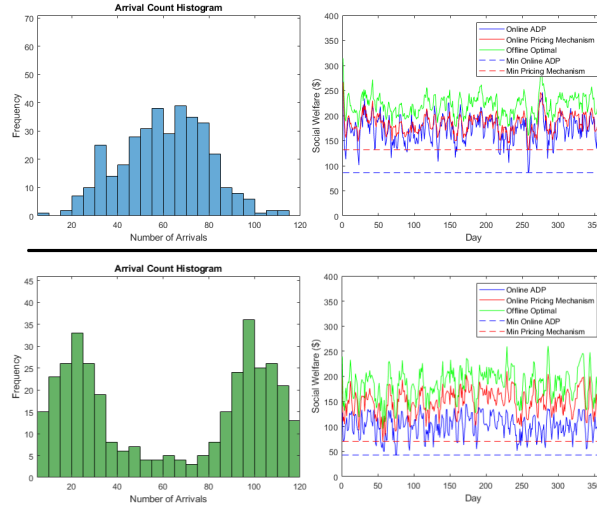 Arrival Count Histogram
70
60
50
40
30
20
10
0
Frequency
20 40 60 80 100 120
Number of Arrivals
400
350
300
250
200
150
100
50
0
Social Welfare ($)
0 50 100 150 200 250 300 350
Day
Online ADP
Online Pricing Mechanism
Offline Optimal
Min Online ADP
Min Pricing Mechanism
Arrival Count Histogram
45
40
35
30
25
20
15
10
5
0
Frequency
20 40 60 80 100 120
Number of Arrivals
400
350
300
250
200
150
100
50
0
Social Welfare ($)
0 50 100 150 200 250 300 350
Day
Online ADP
Online Pricing Mechanism
Offline Optimal
Min Online ADP
Min Pricing Mechanism